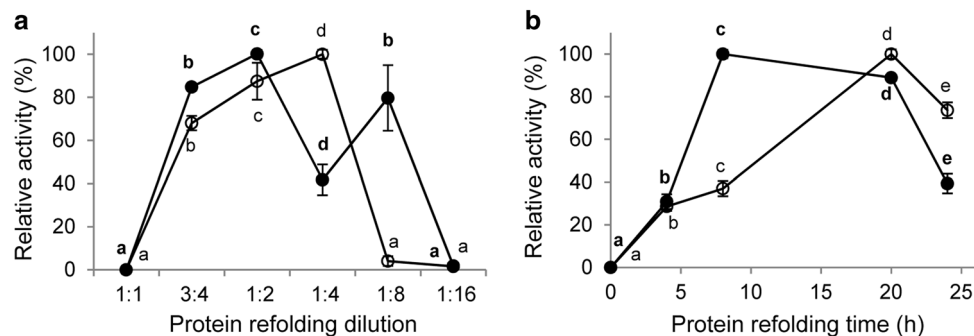 a
Relative activity (%)
100
80
60
40
20
0
a a
b
b
c
c
d
d
b
a
a a
1:1 3:4 1:2 1:4 1:8 1:16
Protein refolding dilution
b
Relative activity (%)
100
80
60
40
20
0
a a
b
b
c
c
d
d
e
e
0 5 10 15 20 25
Protein refolding time (h)